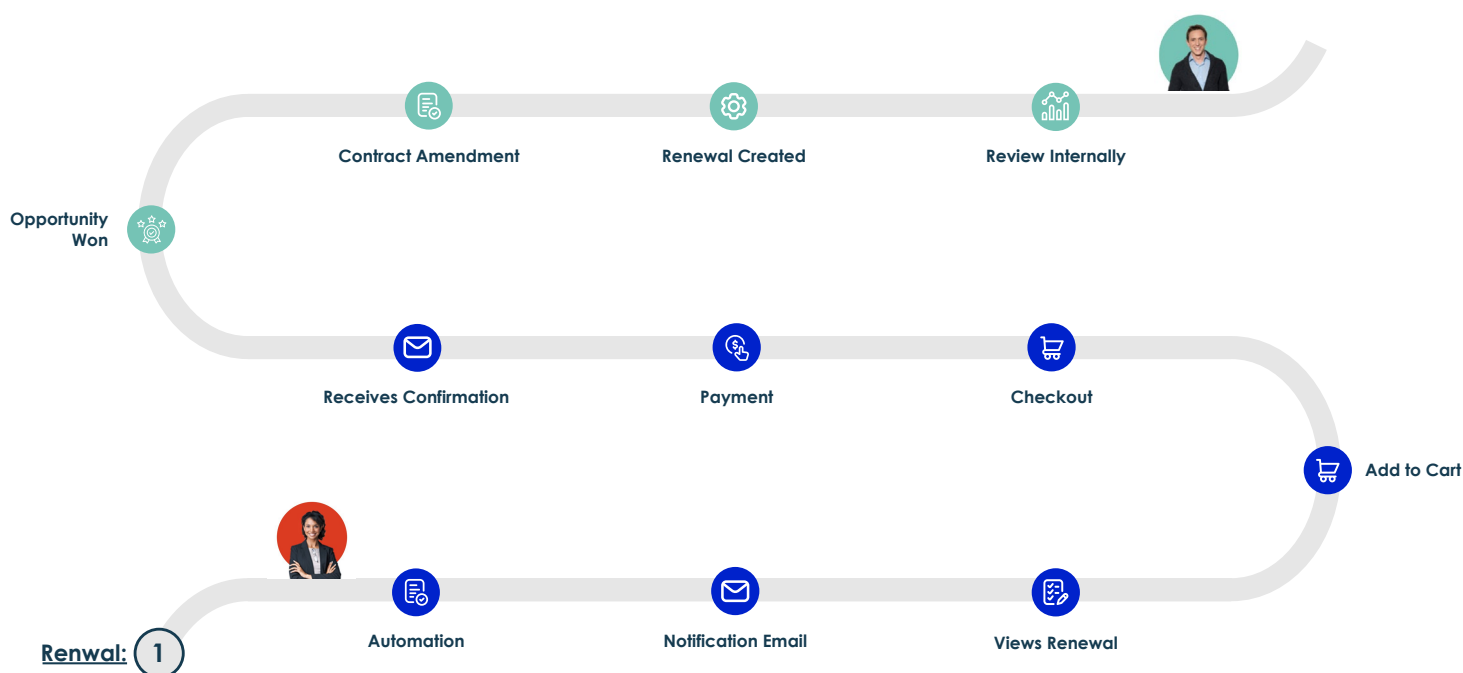 Contract Amendment
Renewal Created
Review Internally
Opportunity
Won
Receives Confirmation
Payment
Checkout
Add to Cart
Automation
Notification Email
Views Renewal
Renwal: 1